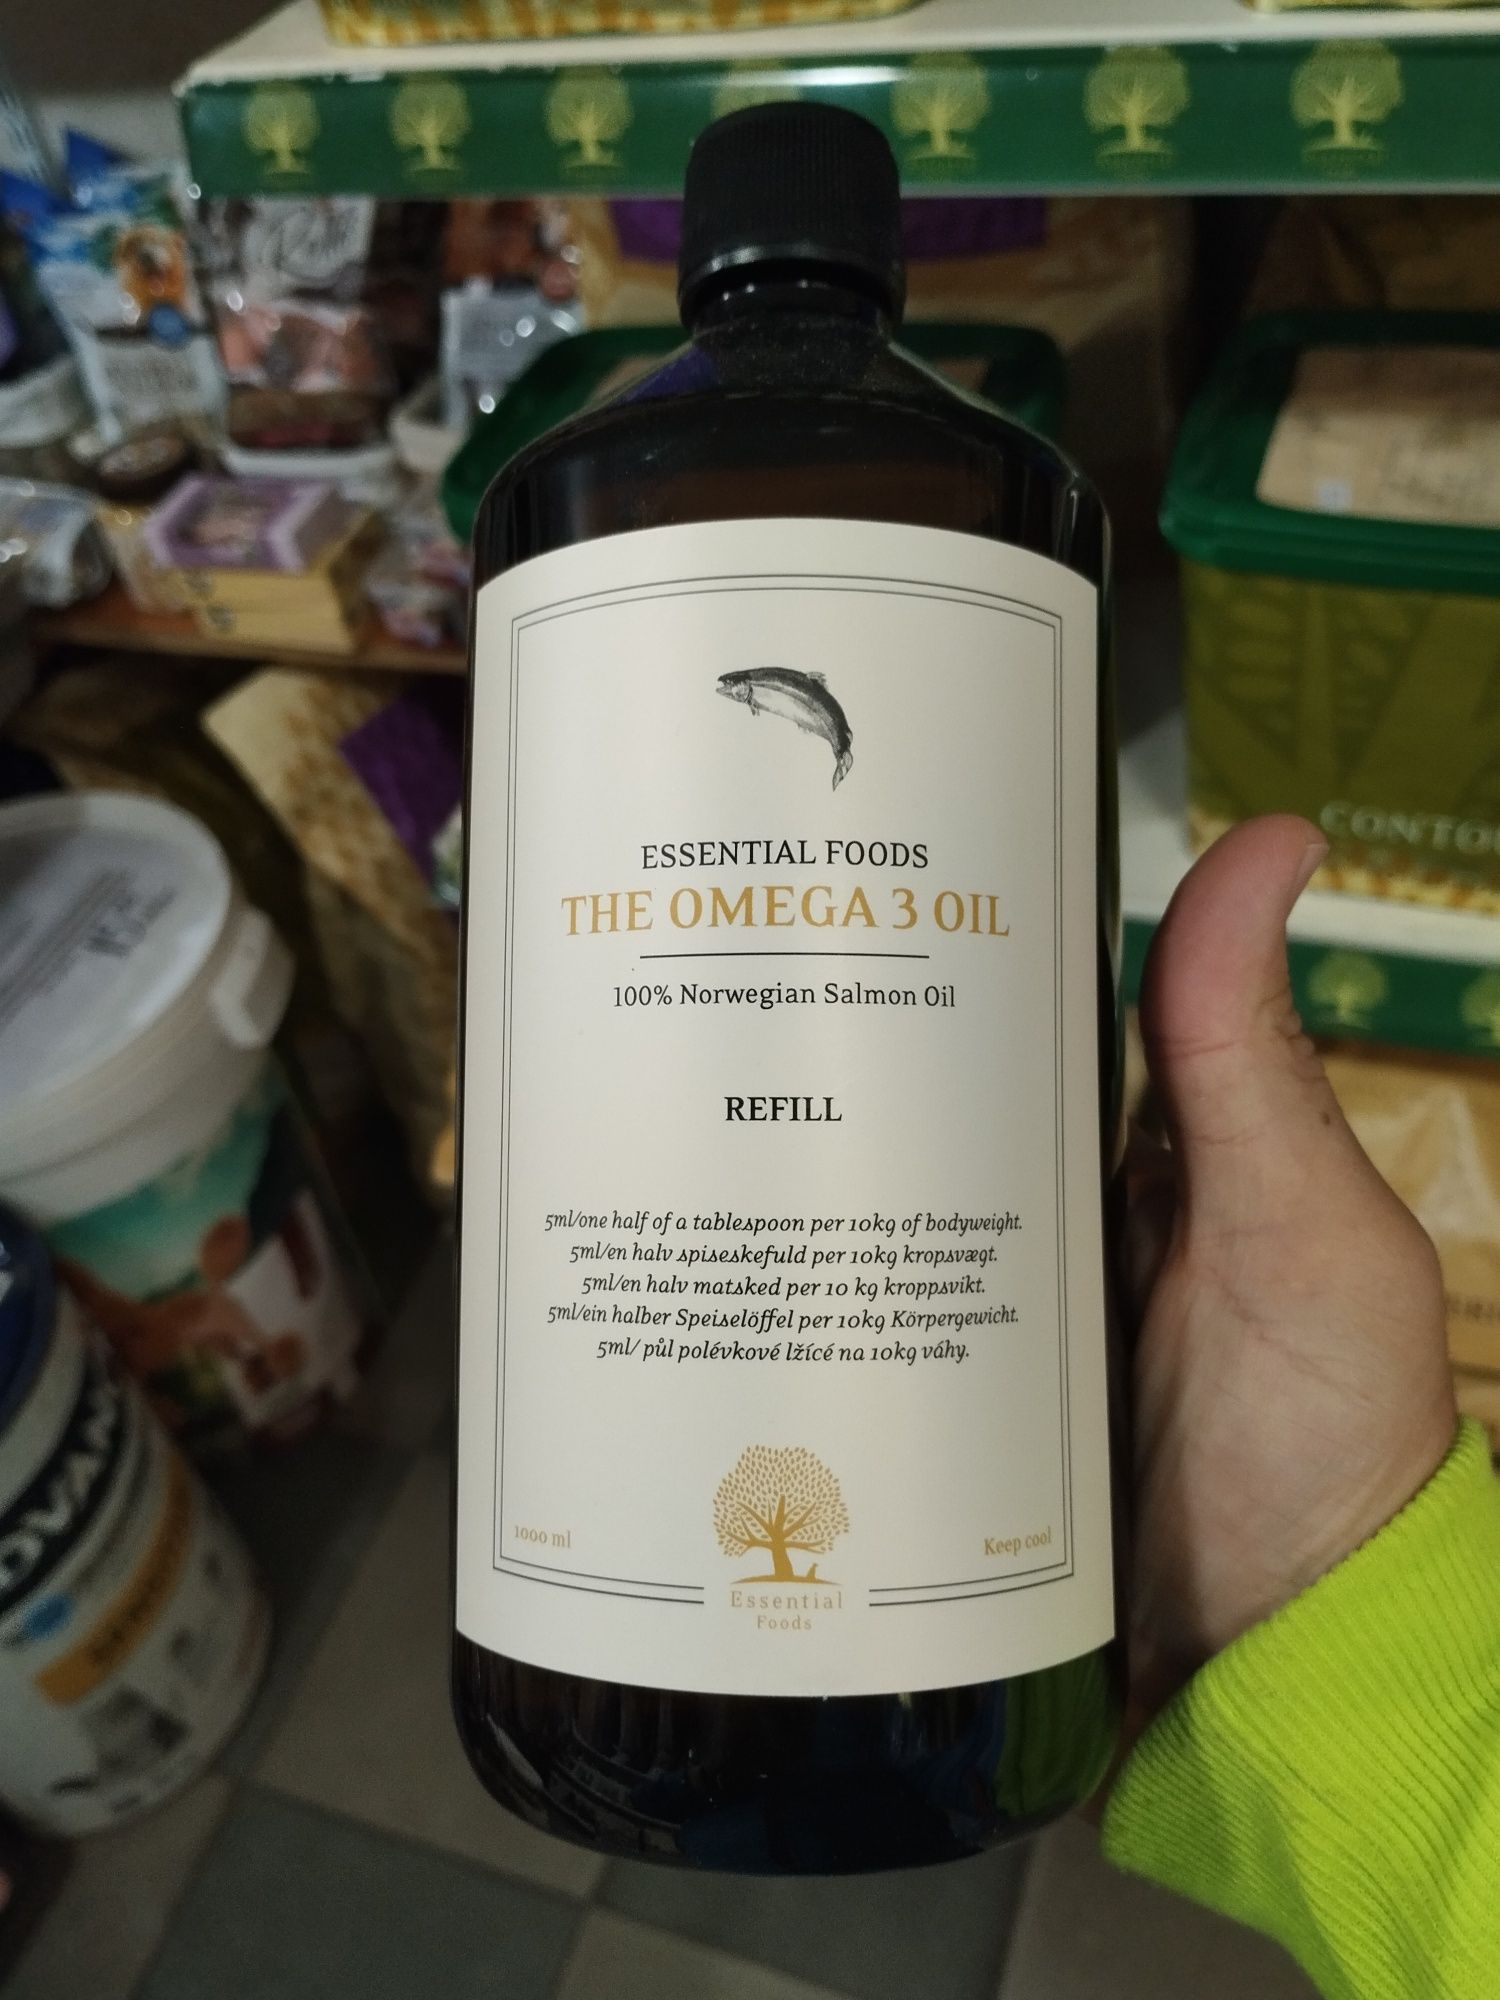 ESSENTIAL FOODS
THE OMEGA 3 OIL
100% Norwegian Salmon Oil
REFILL
5ml/one half of a tablespoon per 10kg of bodyweight.
5ml/en halv spiseskefuld per 10kg kropsvægt.
5ml/en halv matsked per 10 kg kroppsvikt.
5ml/ein halber Speiselöffel per 10kg Körpergewicht.
5ml/ půl polévkové lžící na 10kg váhy.
1000 ml
Keep cool
Essential
Foods